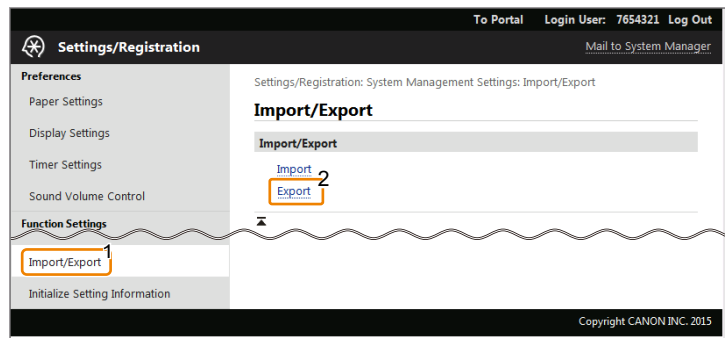 To Portal Login User: 7654321 Log Out
Settings/Registration
Mail to System Manager
Preferences
Paper Settings
Display Settings
Timer Settings
Sound Volume Control
Function Settings
1
Import/Export
Initialize Setting Information
Settings/Registration: System Management Settings: Import/Export
Import/Export
Import/Export
Import
2
Export
Copyright CANON INC. 2015